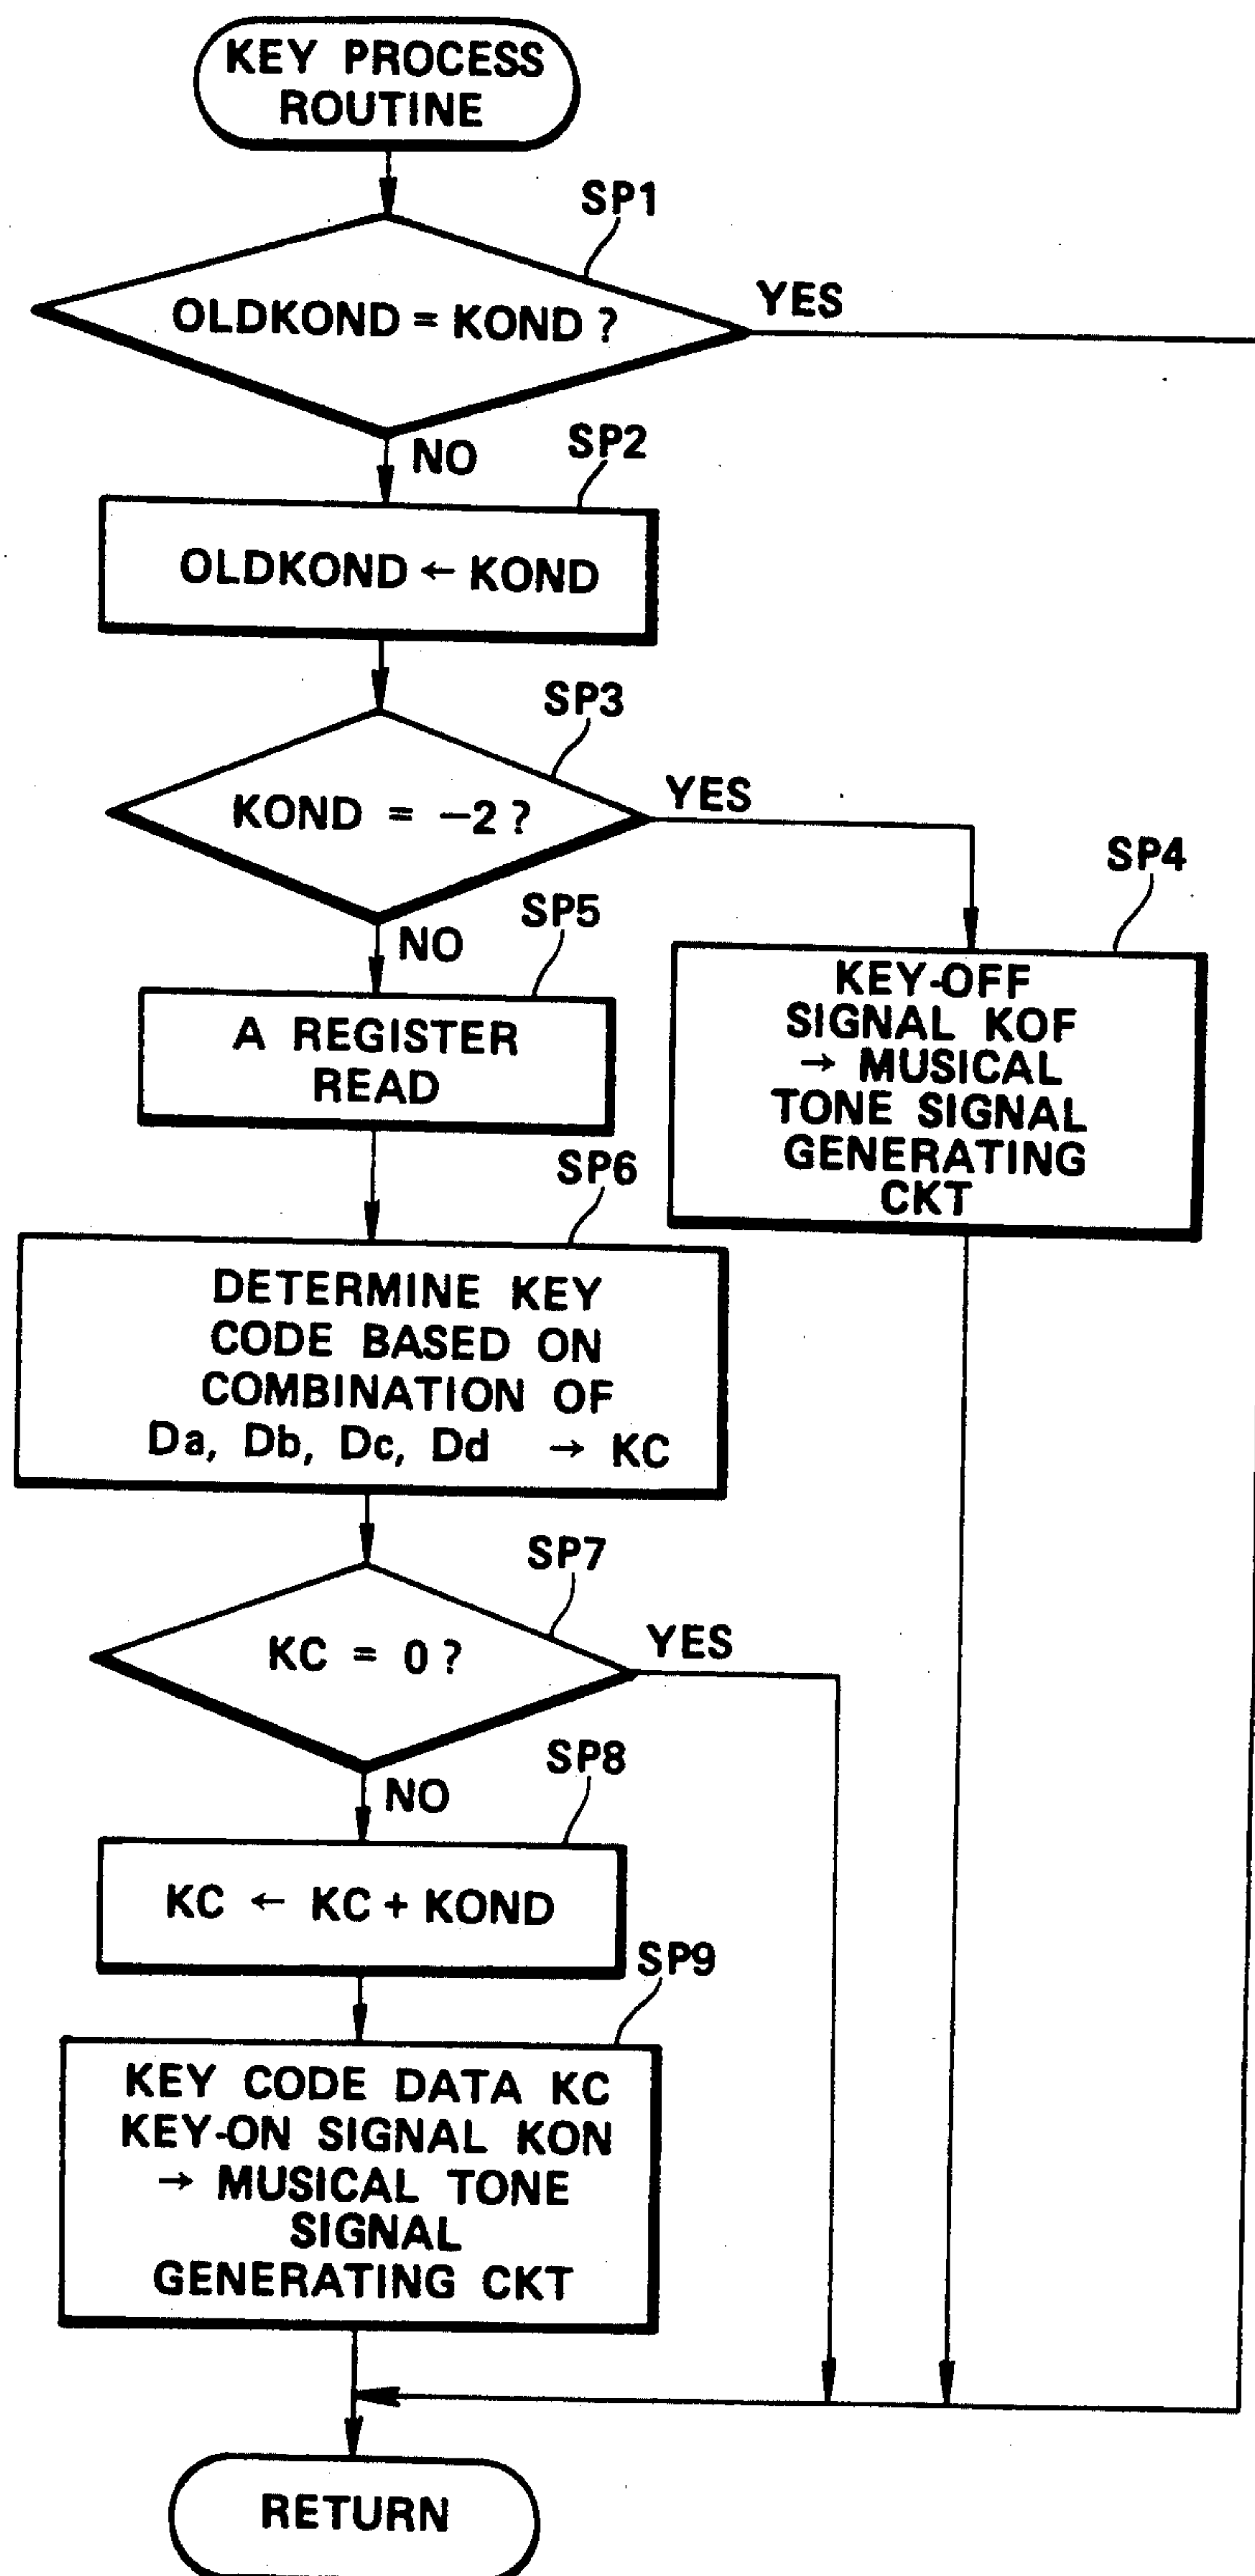 KEY PROCESS
ROUTINE
SP1
OLDKOND = KOND ?
YES
NO
SP2
OLDKOND ← KOND
SP3
KOND = −2 ?
YES
SP4
NO
SP5
A REGISTER
READ
KEY-OFF
SIGNAL KOF
→ MUSICAL
TONE SIGNAL
GENERATING
CKT
SP6
DETERMINE KEY
CODE BASED ON
COMBINATION OF
Da, Db, Dc, Dd → KC
SP7
KC = 0 ?
YES
NO
SP8
KC ← KC + KOND
SP9
KEY CODE DATA KC
KEY-ON SIGNAL KON
→ MUSICAL TONE
SIGNAL
GENERATING CKT
RETURN